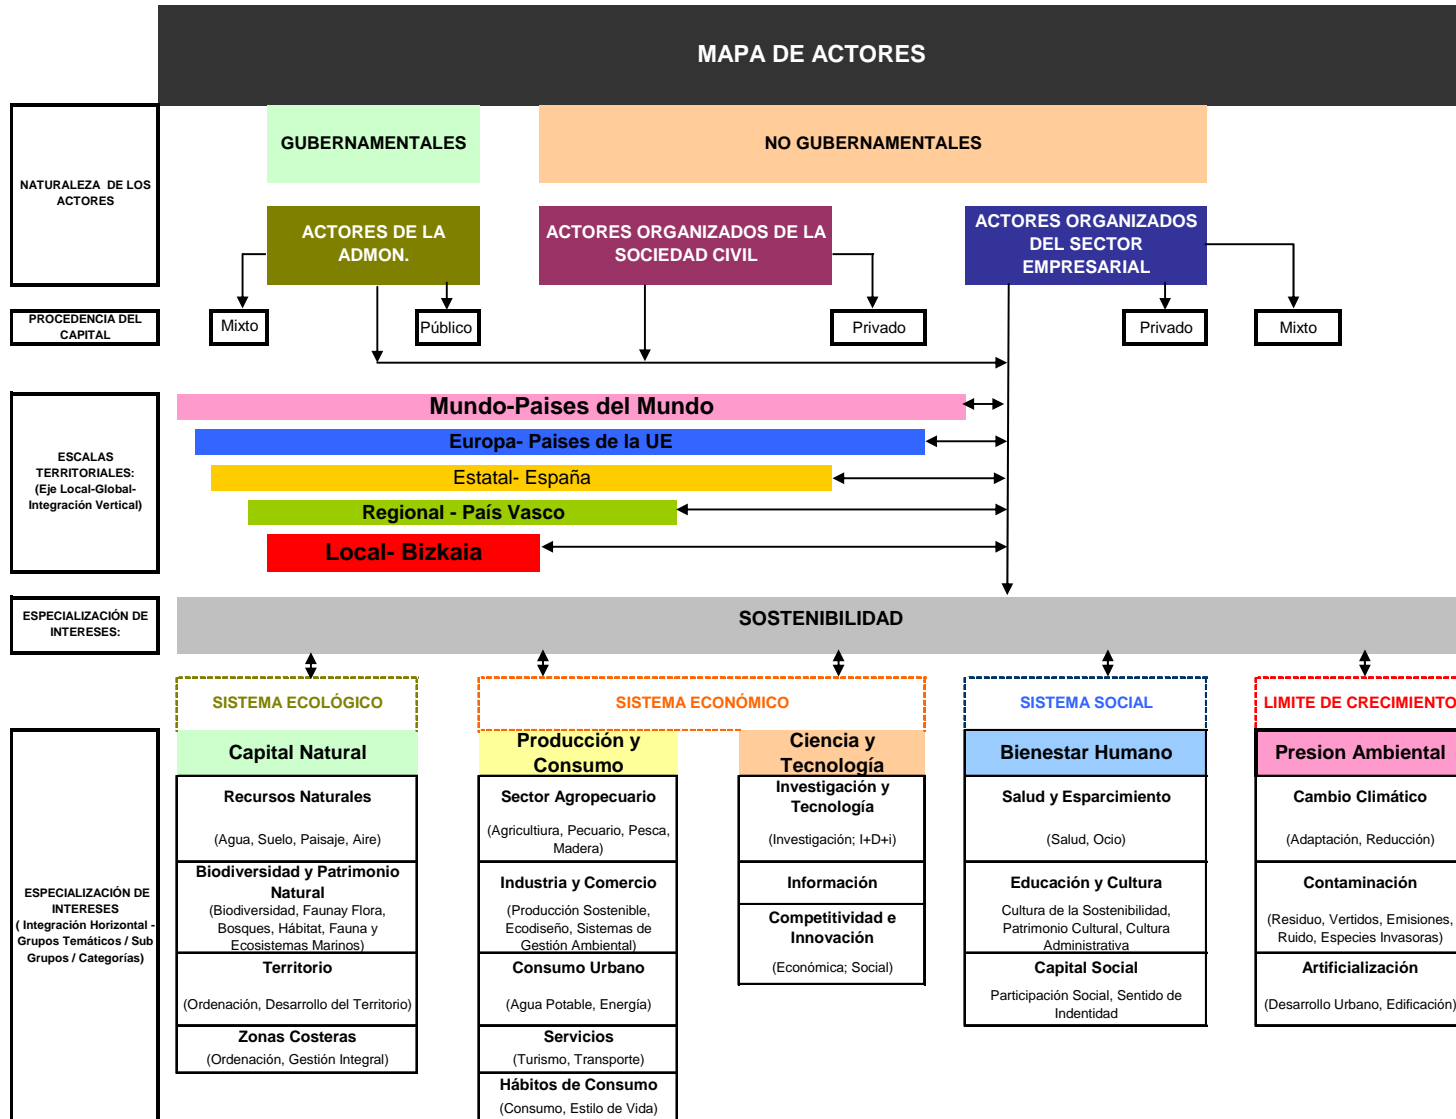 MAPA DE ACTORES
GUBERNAMENTALES
NO GUBERNAMENTALES
NATURALEZA DE LOS
ACTORES
ACTORES DE LA
ADMON.
ACTORES ORGANIZADOS DE LA
SOCIEDAD CIVIL
ACTORES ORGANIZADOS
DEL SECTOR
EMPRESARIAL
PROCEDENCIA DEL
CAPITAL
Mixto
Público
Privado
Privado
Mixto
ESCALAS
TERRITORIALES:
(Eje Local-Global-
Integración Vertical)
Mundo-Paises del Mundo
Europa- Paises de la UE
Estatal- España
Regional - País Vasco
Local- Bizkaia
ESPECIALIZACIÓN DE
INTERESES:
SOSTENIBILIDAD
SISTEMA ECOLÓGICO
SISTEMA ECONÓMICO
SISTEMA SOCIAL
LIMITE DE CRECIMIENTO
ESPECIALIZACIÓN DE
INTERESES
( Integración Horizontal -
Grupos Temáticos / Sub
Grupos / Categorías)
Capital Natural
Recursos Naturales
(Agua, Suelo, Paisaje, Aire)
Biodiversidad y Patrimonio
Natural
(Biodiversidad, Faunay Flora,
Bosques, Hábitat, Fauna y
Ecosistemas Marinos)
Territorio
(Ordenación, Desarrollo del Territorio)
Zonas Costeras
(Ordenación, Gestión Integral)
Producción y
Consumo
Sector Agropecuario
(Agricultiura, Pecuario, Pesca,
Madera)
Industria y Comercio
(Producción Sostenible,
Ecodiseño, Sistemas de
Gestión Ambiental)
Consumo Urbano
(Agua Potable, Energía)
Servicios
(Turismo, Transporte)
Hábitos de Consumo
(Consumo, Estilo de Vida)
Ciencia y
Tecnología
Investigación y
Tecnología
(Investigación; I+D+i)
Información
Competitividad e
Innovación
(Económica; Social)
Bienestar Humano
Salud y Esparcimiento
(Salud, Ocio)
Educación y Cultura
Cultura de la Sostenibilidad,
Patrimonio Cultural, Cultura
Administrativa
Capital Social
Participación Social, Sentido de
Indentidad
Presion Ambiental
Cambio Climático
(Adaptación, Reducción)
Contaminación
(Residuo, Vertidos, Emisiones,
Ruido, Especies Invasoras)
Artificialización
(Desarrollo Urbano, Edificación)